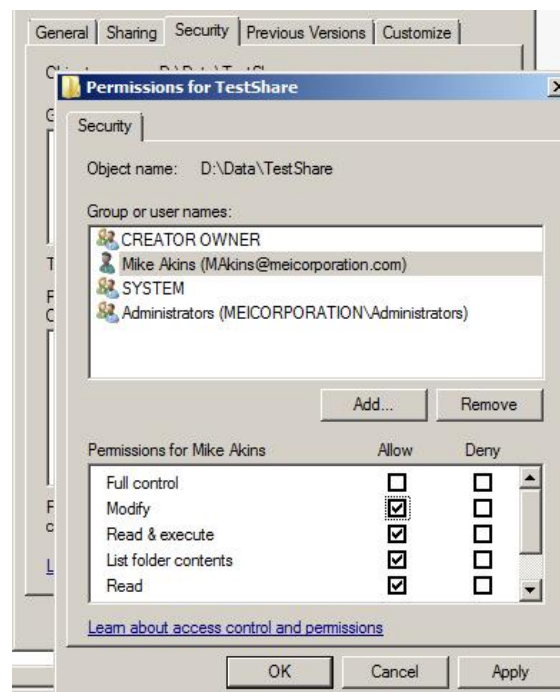 General Sharing Security Previous Versions Customize
Permissions for TestShare
Security
Object name: D:\Data\TestShare
Group or user names:
CREATOR OWNER
Mike Akins (MAkins@meicorporation.com)
SYSTEM
Administrators (MEICORPORATION\Administrators)
Add... Remove
Permissions for Mike Akins Allow Deny
Full control
Modify
Read & execute
List folder contents
Read
Learn about access control and permissions
OK Cancel Apply